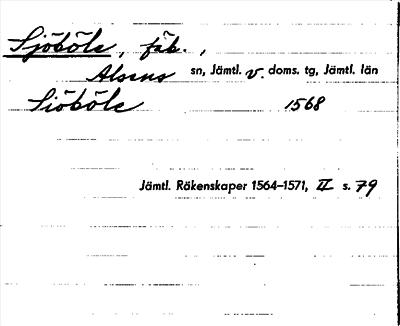 Sjöböle, fäb.,
Alsens sn, Jämtl. v. doms. tg, Jämtl. län
Siöböle 1568
Jämtl. Räkenskaper 1564–1571, II s. 79